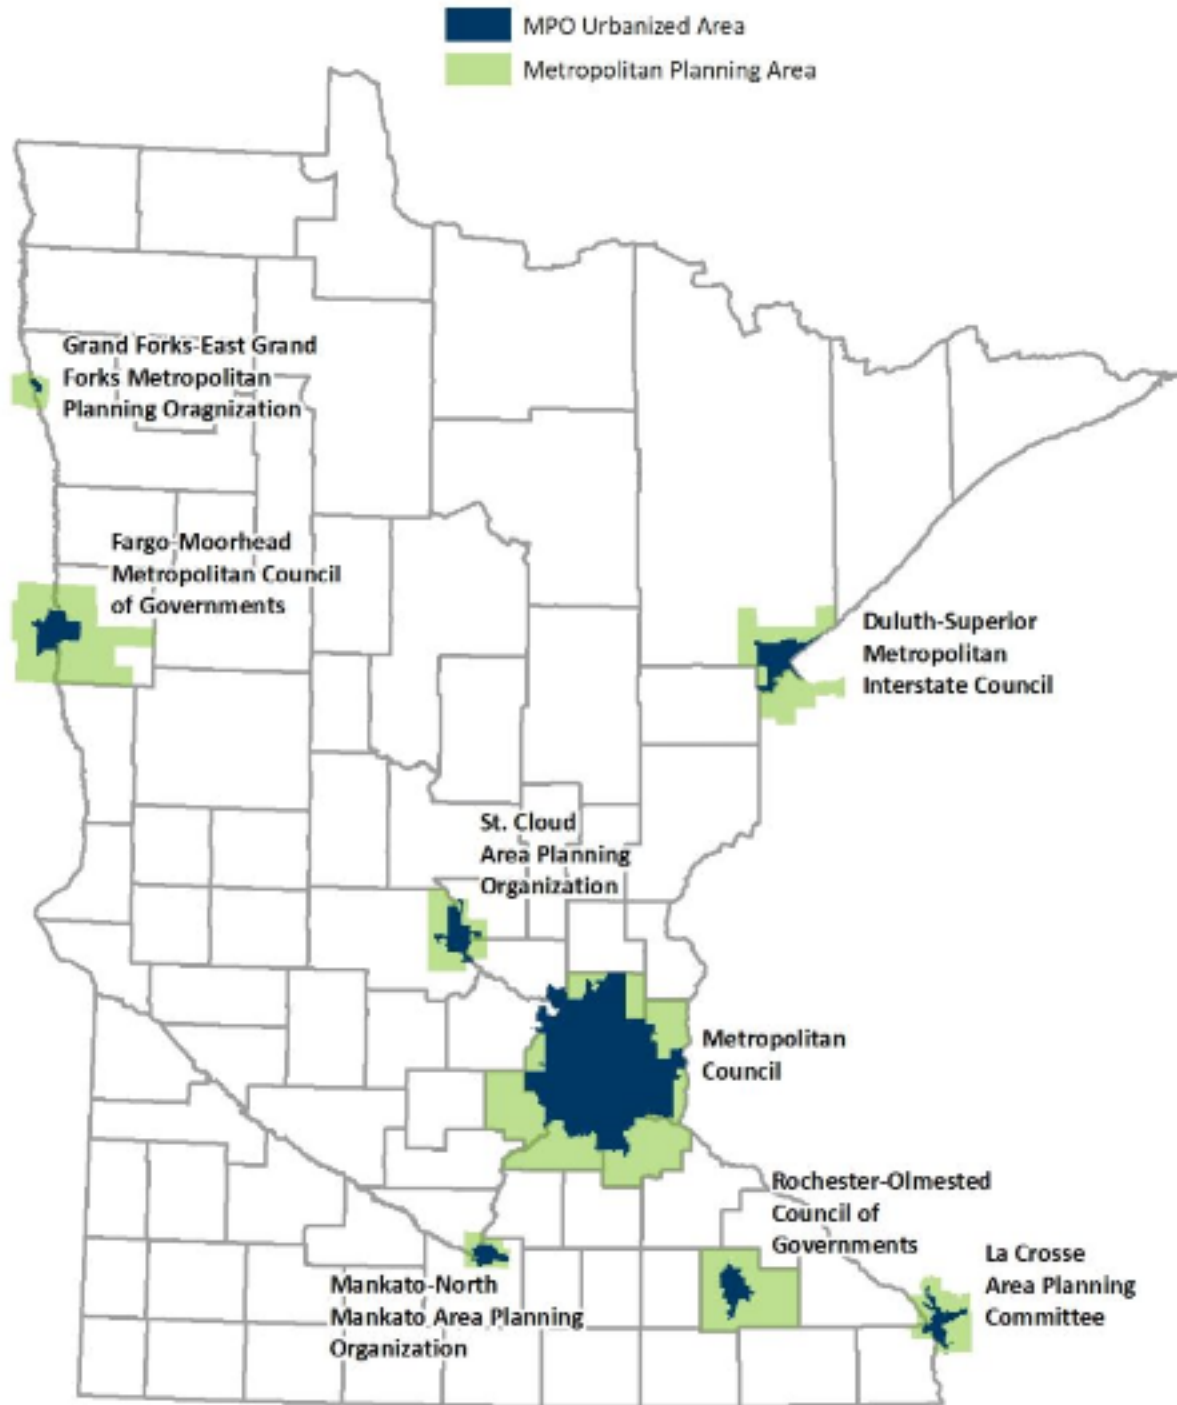 MPO Urbanized Area
Metropolitan Planning Area
Grand Forks-East Grand
Forks Metropolitan
Planning Oragnization
Fargo-Moorhead
Metropolitan Council
of Governments
Duluth-Superior
Metropolitan
Interstate Council
St. Cloud
Area Planning
Organization
Metropolitan
Council
Rochester-Olmested
Council of
Governments
La Crosse
Area Planning
Committee
Mankato-North
Mankato Area Planning
Organization